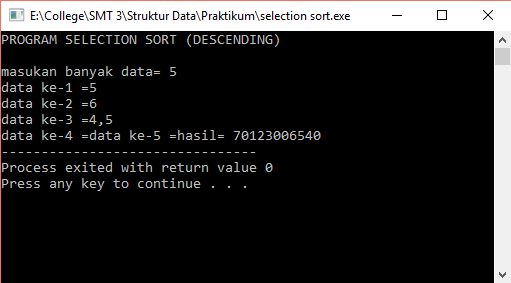 E:\College\SMT 3\Struktur Data\Praktikum\selection sort.exe
PROGRAM SELECTION SORT (DESCENDING)
masukan banyak data= 5
data ke-1 =5
data ke-2 =6
data ke-3 =4,5
data ke-4 =data ke-5 =hasil= 70123006540
--------------------------------
Process exited with return value 0
Press any key to continue . . .